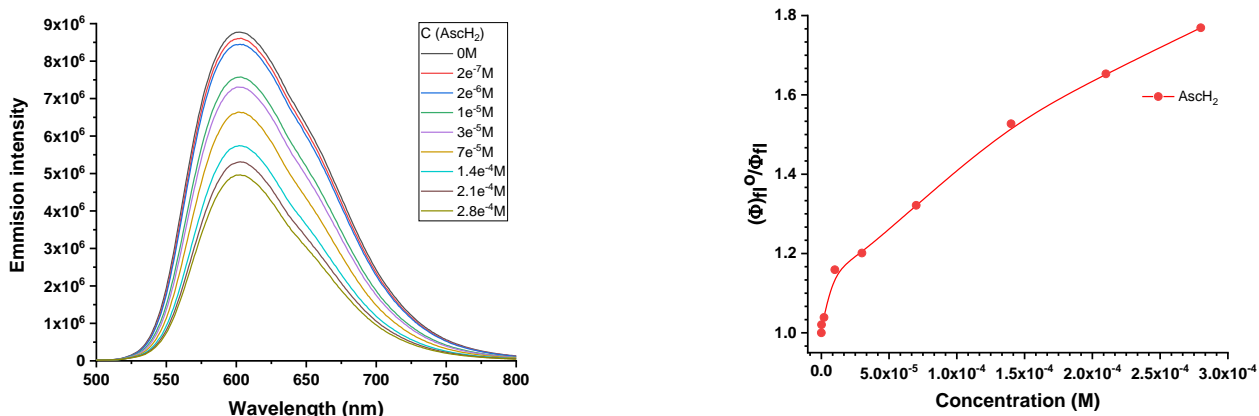 Emmision intensity
9x10⁶
8x10⁶
7x10⁶
6x10⁶
5x10⁶
4x10⁶
3x10⁶
2x10⁶
1x10⁶
0
500 550 600 650 700 750 800
Wavelength (nm)
C (AscH₂)
0M
2e⁻⁷M
2e⁻⁶M
1e⁻⁵M
3e⁻⁵M
7e⁻⁵M
1.4e⁻⁴M
2.1e⁻⁴M
2.8e⁻⁴M
(Φ)fl⁰/Φfl
1.8
1.6
1.4
1.2
1.0
0.0 5.0x10⁻⁵ 1.0x10⁻⁴ 1.5x10⁻⁴ 2.0x10⁻⁴ 2.5x10⁻⁴ 3.0x10⁻⁴
Concentration (M)
AscH₂